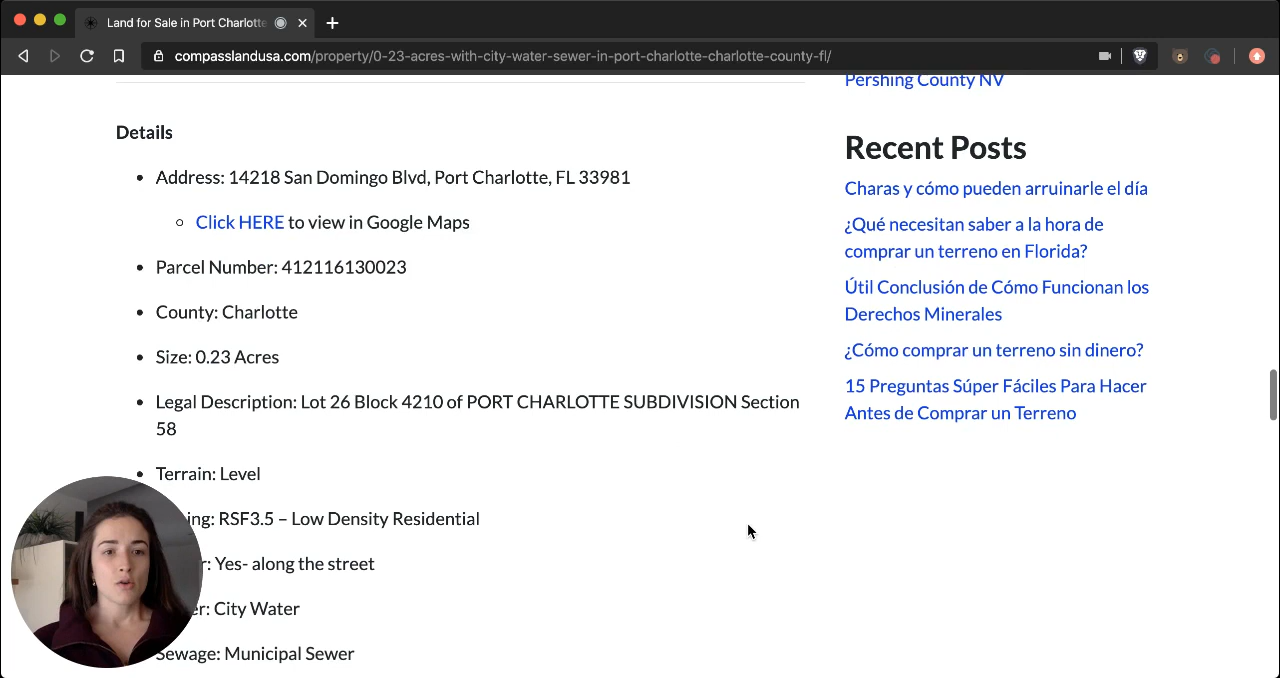 Land for Sale in Port Charlotte
compasslandusa.com/property/0-23-acres-with-city-water-sewer-in-port-charlotte-charlotte-county-fl/
Details
Address: 14218 San Domingo Blvd, Port Charlotte, FL 33981
Click HERE to view in Google Maps
Parcel Number: 412116130023
County: Charlotte
Size: 0.23 Acres
Legal Description: Lot 26 Block 4210 of PORT CHARLOTTE SUBDIVISION Section
58
Terrain: Level
ing: RSF3.5 – Low Density Residential
r: Yes- along the street
er: City Water
Sewage: Municipal Sewer
Pershing County NV
Recent Posts
Charas y cómo pueden arruinarle el día
¿Qué necesitan saber a la hora de
comprar un terreno en Florida?
Útil Conclusión de Cómo Funcionan los
Derechos Minerales
¿Cómo comprar un terreno sin dinero?
15 Preguntas Súper Fáciles Para Hacer
Antes de Comprar un Terreno